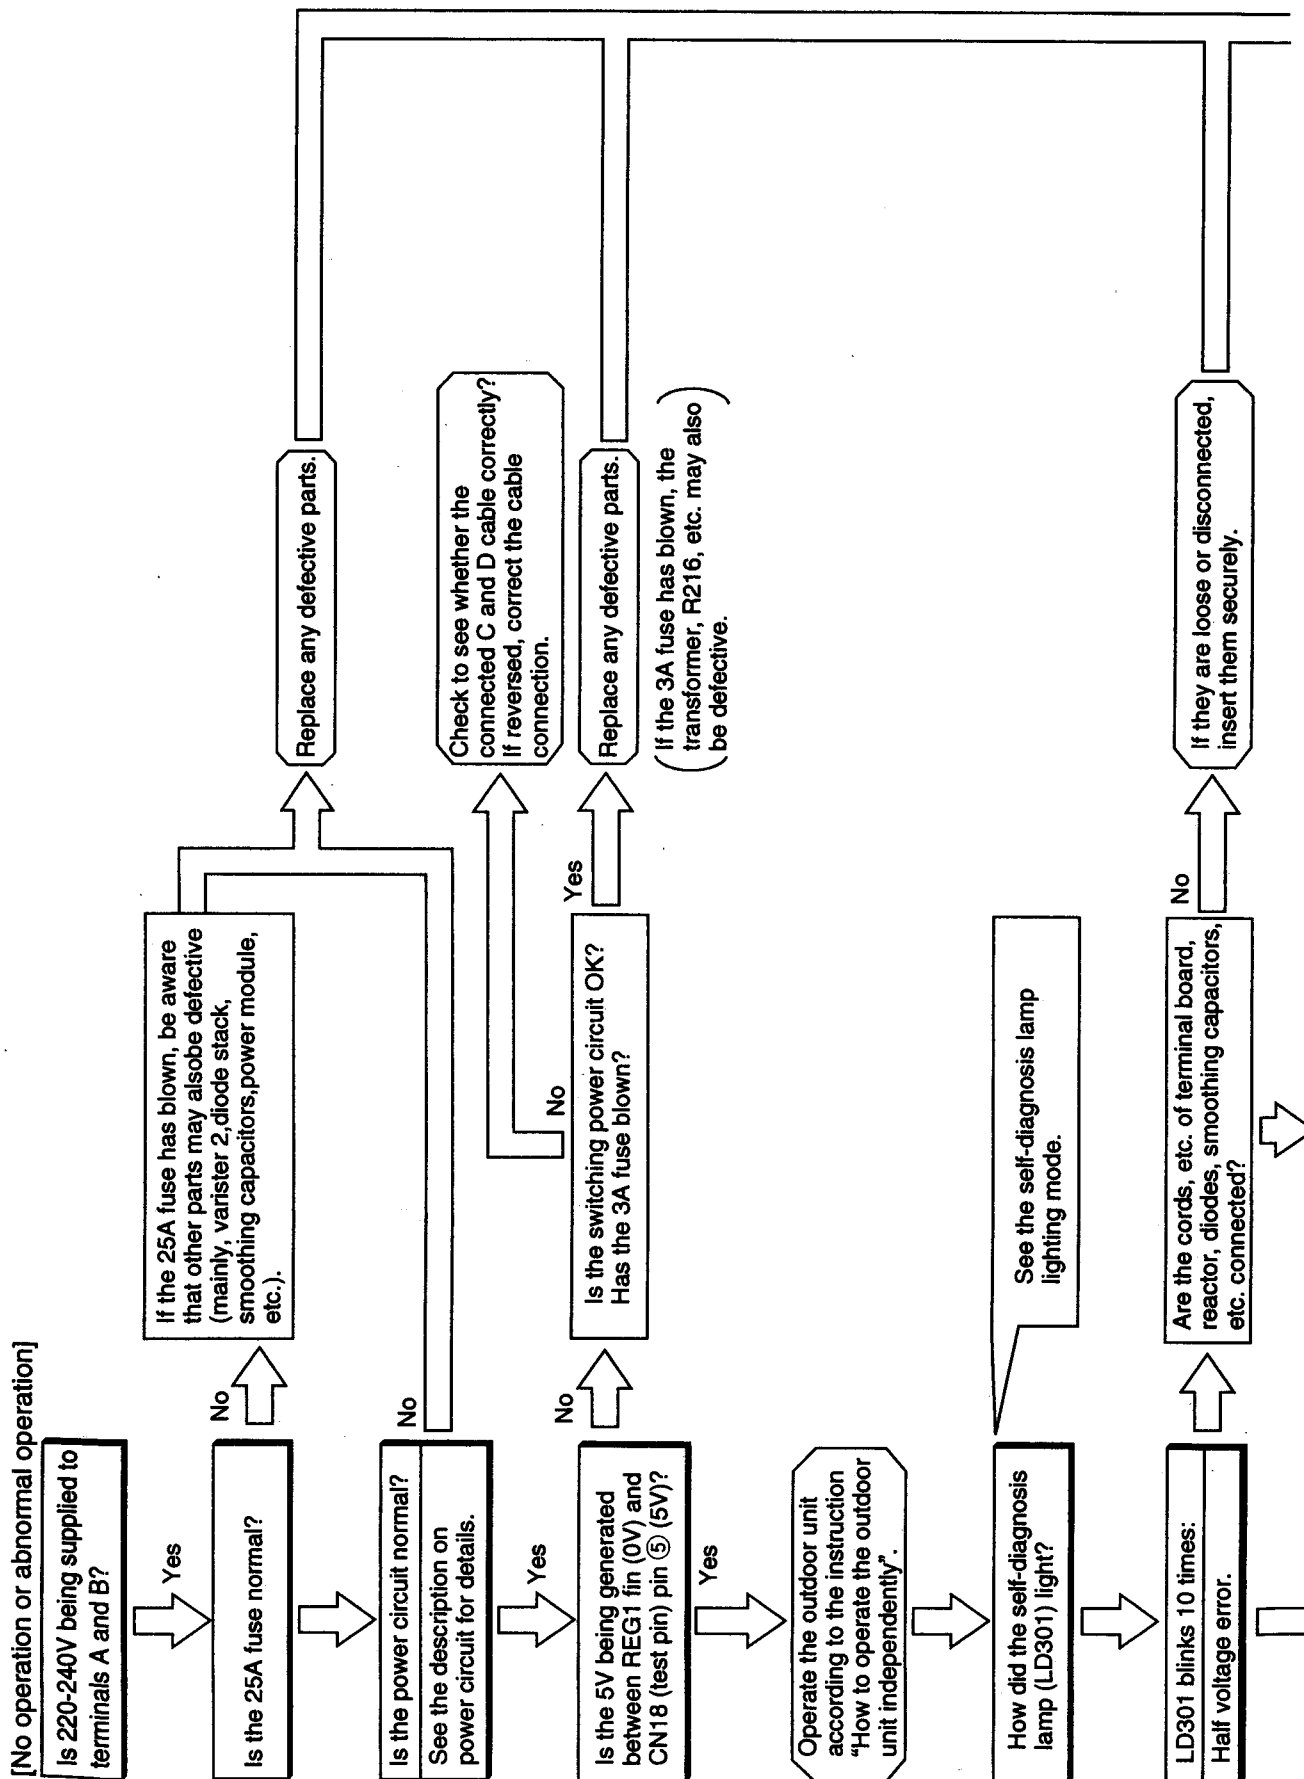 [No operation or abnormal operation]
Is 220-240V being supplied to
terminals A and B?
Yes
Is the 25A fuse normal?
No
If the 25A fuse has blown, be aware
that other parts may alsobe defective
(mainly, varister 2,diode stack,
smoothing capacitors,power module,
etc.).
Replace any defective parts.
Is the power circuit normal?
See the description on
power circuit for details.
No
Yes
Is the 5V being generated
between REG1 fin (0V) and
CN18 (test pin) pin ⑤ (5V)?
No
Is the switching power circuit OK?
Has the 3A fuse blown?
No
Check to see whether the
connected C and D cable correctly?
If reversed, correct the cable
connection.
Yes
Replace any defective parts.
(If the 3A fuse has blown, the
transformer, R216, etc. may also
be defective.)
Yes
Operate the outdoor unit
according to the instruction
“How to operate the outdoor
unit independently”.
How did the self-diagnosis
lamp (LD301) light?
See the self-diagnosis lamp
lighting mode.
LD301 blinks 10 times:
Half voltage error.
Are the cords, etc. of terminal board,
reactor, diodes, smoothing capacitors,
etc. connected?
No
If they are loose or disconnected,
insert them securely.